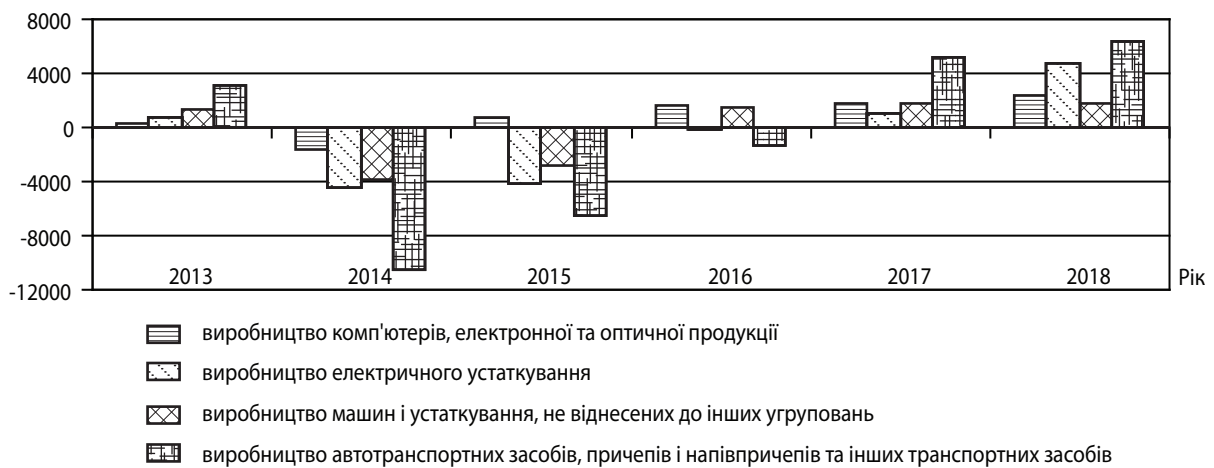 8000
4000
0
-4000
-8000
-12000
2013 2014 2015 2016 2017 2018 Рік
виробництво комп'ютерів, електронної та оптичної продукції
виробництво електричного устаткування
виробництво машин і устаткування, не віднесених до інших угруповань
виробництво автотранспортних засобів, причепів і напівпричепів та інших транспортних засобів